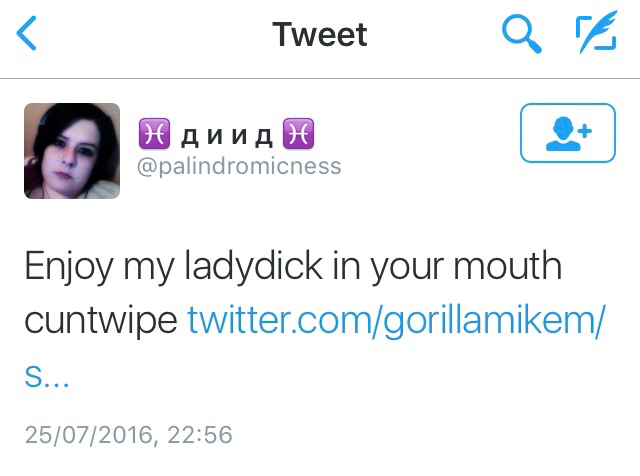 Tweet
♓ диид ♓
@palindromicness
Enjoy my ladydick in your mouth
cuntwipe twitter.com/gorillamikem/
s...
25/07/2016, 22:56